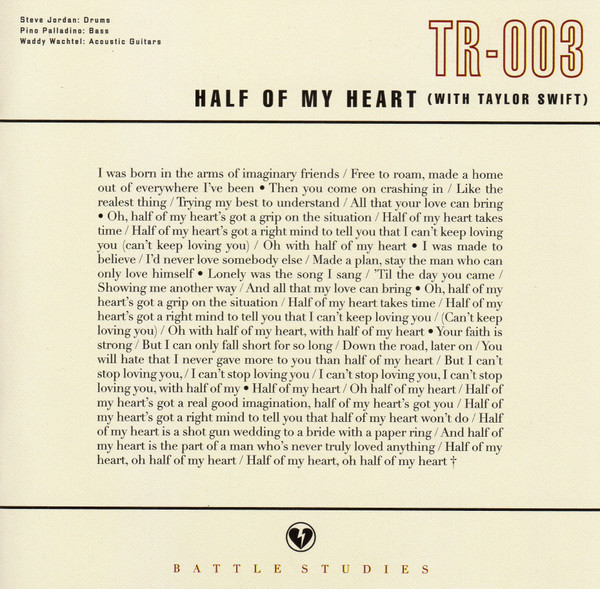 Steve Jordan: Drums
Pino Palladino: Bass
Waddy Wachtel: Acoustic Guitars
TR-003
HALF OF MY HEART (WITH TAYLOR SWIFT)
I was born in the arms of imaginary friends / Free to roam, made a home
out of everywhere I've been • Then you come on crashing in / Like the
realest thing / Trying my best to understand / All that your love can bring
• Oh, half of my heart's got a grip on the situation / Half of my heart takes
time / Half of my heart's got a right mind to tell you that I can't keep loving
you (can't keep loving you) / Oh with half of my heart • I was made to
believe / I'd never love somebody else / Made a plan, stay the man who can
only love himself • Lonely was the song I sang / 'Til the day you came /
Showing me another way / And all that my love can bring • Oh, half of my
heart's got a grip on the situation / Half of my heart takes time / Half of my
heart's got a right mind to tell you that I can't keep loving you / (Can't keep
loving you) / Oh with half of my heart, with half of my heart • Your faith is
strong / But I can only fall short for so long / Down the road, later on / You
will hate that I never gave more to you than half of my heart / But I can't
stop loving you, / I can't stop loving you / I can't stop loving you, I can't stop
loving you, with half of my • Half of my heart / Oh half of my heart / Half of
my heart's got a real good imagination, half of my heart's got you / Half of
my heart's got a right mind to tell you that half of my heart won't do / Half
of my heart is a shot gun wedding to a bride with a paper ring / And half of
my heart is the part of a man who's never truly loved anything / Half of my
heart, oh half of my heart / Half of my heart, oh half of my heart †
BATTLE STUDIES